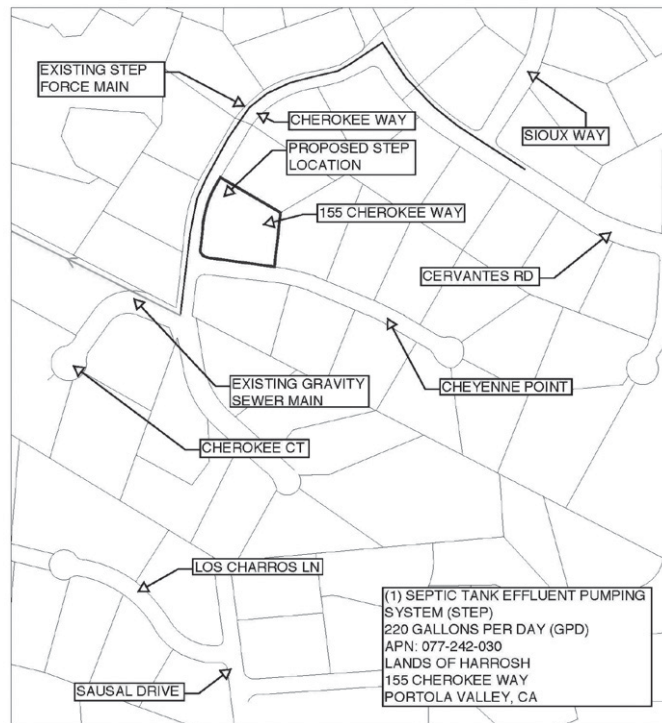 EXISTING STEP
FORCE MAIN
CHEROKEE WAY
SIOUX WAY
PROPOSED STEP
LOCATION
155 CHEROKEE WAY
CERVANTES RD
EXISTING GRAVITY
SEWER MAIN
CHEYENNE POINT
CHEROKEE CT
LOS CHARROS LN
(1) SEPTIC TANK EFFLUENT PUMPING
SYSTEM (STEP)
220 GALLONS PER DAY (GPD)
APN: 077-242-030
LANDS OF HARROSH
155 CHEROKEE WAY
PORTOLA VALLEY, CA
SAUSAL DRIVE